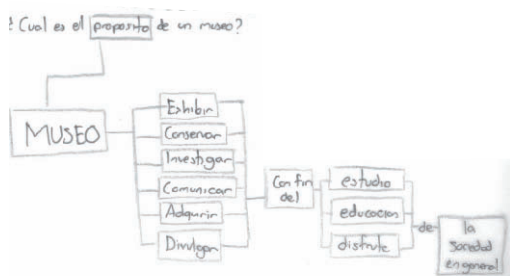 ¿Cual es el proposito de un museo?
MUSEO
Exhibir
Conservar
Investigar
Comunicar
Adquirir
Divulgar
Con fin
del
estudio
educacion
disfrute
de
la
sociedad
en general